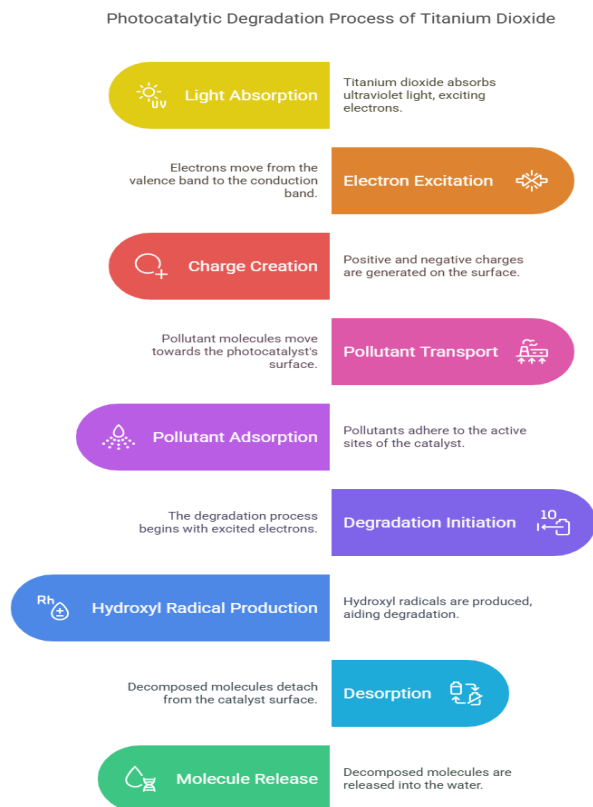 Photocatalytic Degradation Process of Titanium Dioxide
UV
Light Absorption
Titanium dioxide absorbs
ultraviolet light, exciting
electrons.
Electrons move from the
valence band to the conduction
band.
Electron Excitation
Charge Creation
Positive and negative charges
are generated on the surface.
Pollutant molecules move
towards the photocatalyst's
surface.
Pollutant Transport
Pollutant Adsorption
Pollutants adhere to the active
sites of the catalyst.
The degradation process
begins with excited electrons.
Degradation Initiation
10
Rh
Hydroxyl Radical Production
Hydroxyl radicals are produced,
aiding degradation.
Decomposed molecules detach
from the catalyst surface.
Desorption
Molecule Release
Decomposed molecules are
released into the water.